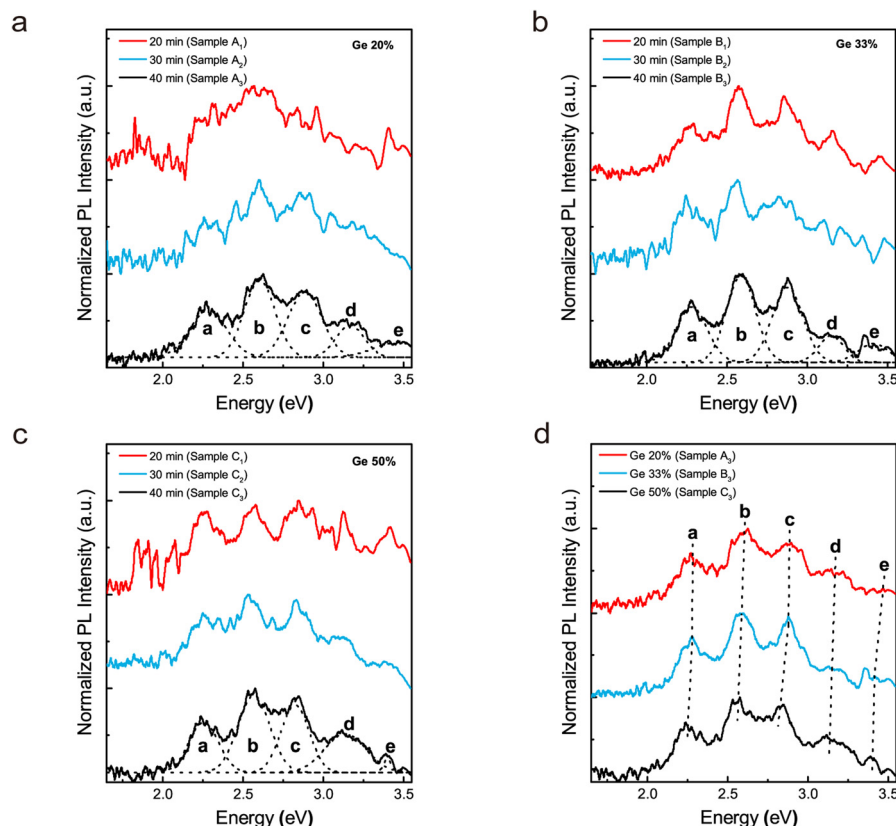 a
20 min (Sample A₁)
30 min (Sample A₂)
40 min (Sample A₃)
Ge 20%
Normalized PL Intensity (a.u.)
a
b
c
d
e
2.0 2.5 3.0 3.5
Energy (eV)
b
20 min (Sample B₁)
30 min (Sample B₂)
40 min (Sample B₃)
Ge 33%
Normalized PL Intensity (a.u.)
a
b
c
d
e
2.0 2.5 3.0 3.5
Energy (eV)
c
20 min (Sample C₁)
30 min (Sample C₂)
40 min (Sample C₃)
Ge 50%
Normalized PL Intensity (a.u.)
a
b
c
d
e
2.0 2.5 3.0 3.5
Energy (eV)
d
Ge 20% (Sample A₃)
Ge 33% (Sample B₃)
Ge 50% (Sample C₃)
Normalized PL Intensity (a.u.)
a
b
c
d
e
2.0 2.5 3.0 3.5
Energy (eV)